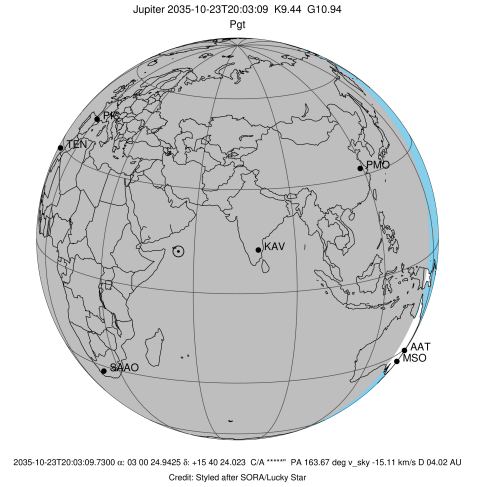 Jupiter 2035-10-23T20:03:09 K9.44 G10.94
Pgt
PIC
TEN
PMO
KAV
AAT
MSO
SAAO
2035-10-23T20:03:09.7300 α: 03 00 24.9425 δ: +15 40 24.023 C/A *****" PA 163.67 deg v_sky -15.11 km/s D 04.02 AU
Credit: Styled after SORA/Lucky Star